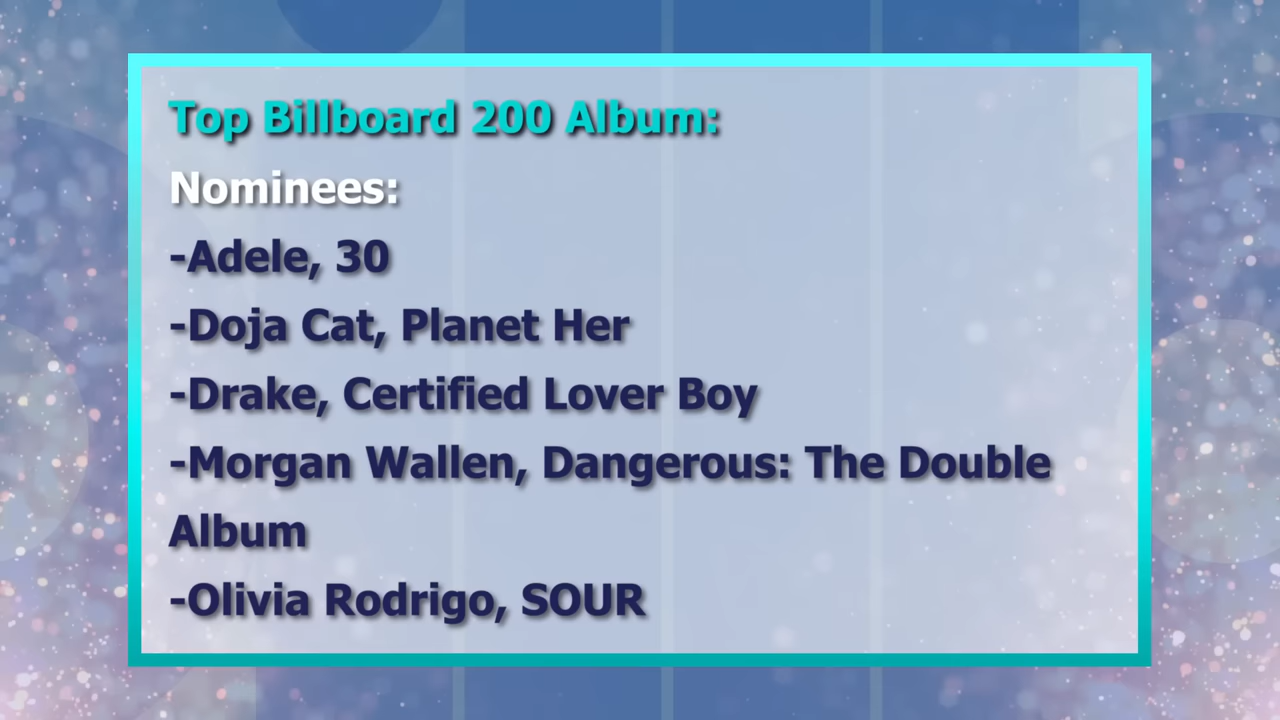 Top Billboard 200 Album:
Nominees:
-Adele, 30
-Doja Cat, Planet Her
-Drake, Certified Lover Boy
-Morgan Wallen, Dangerous: The Double
Album
-Olivia Rodrigo, SOUR